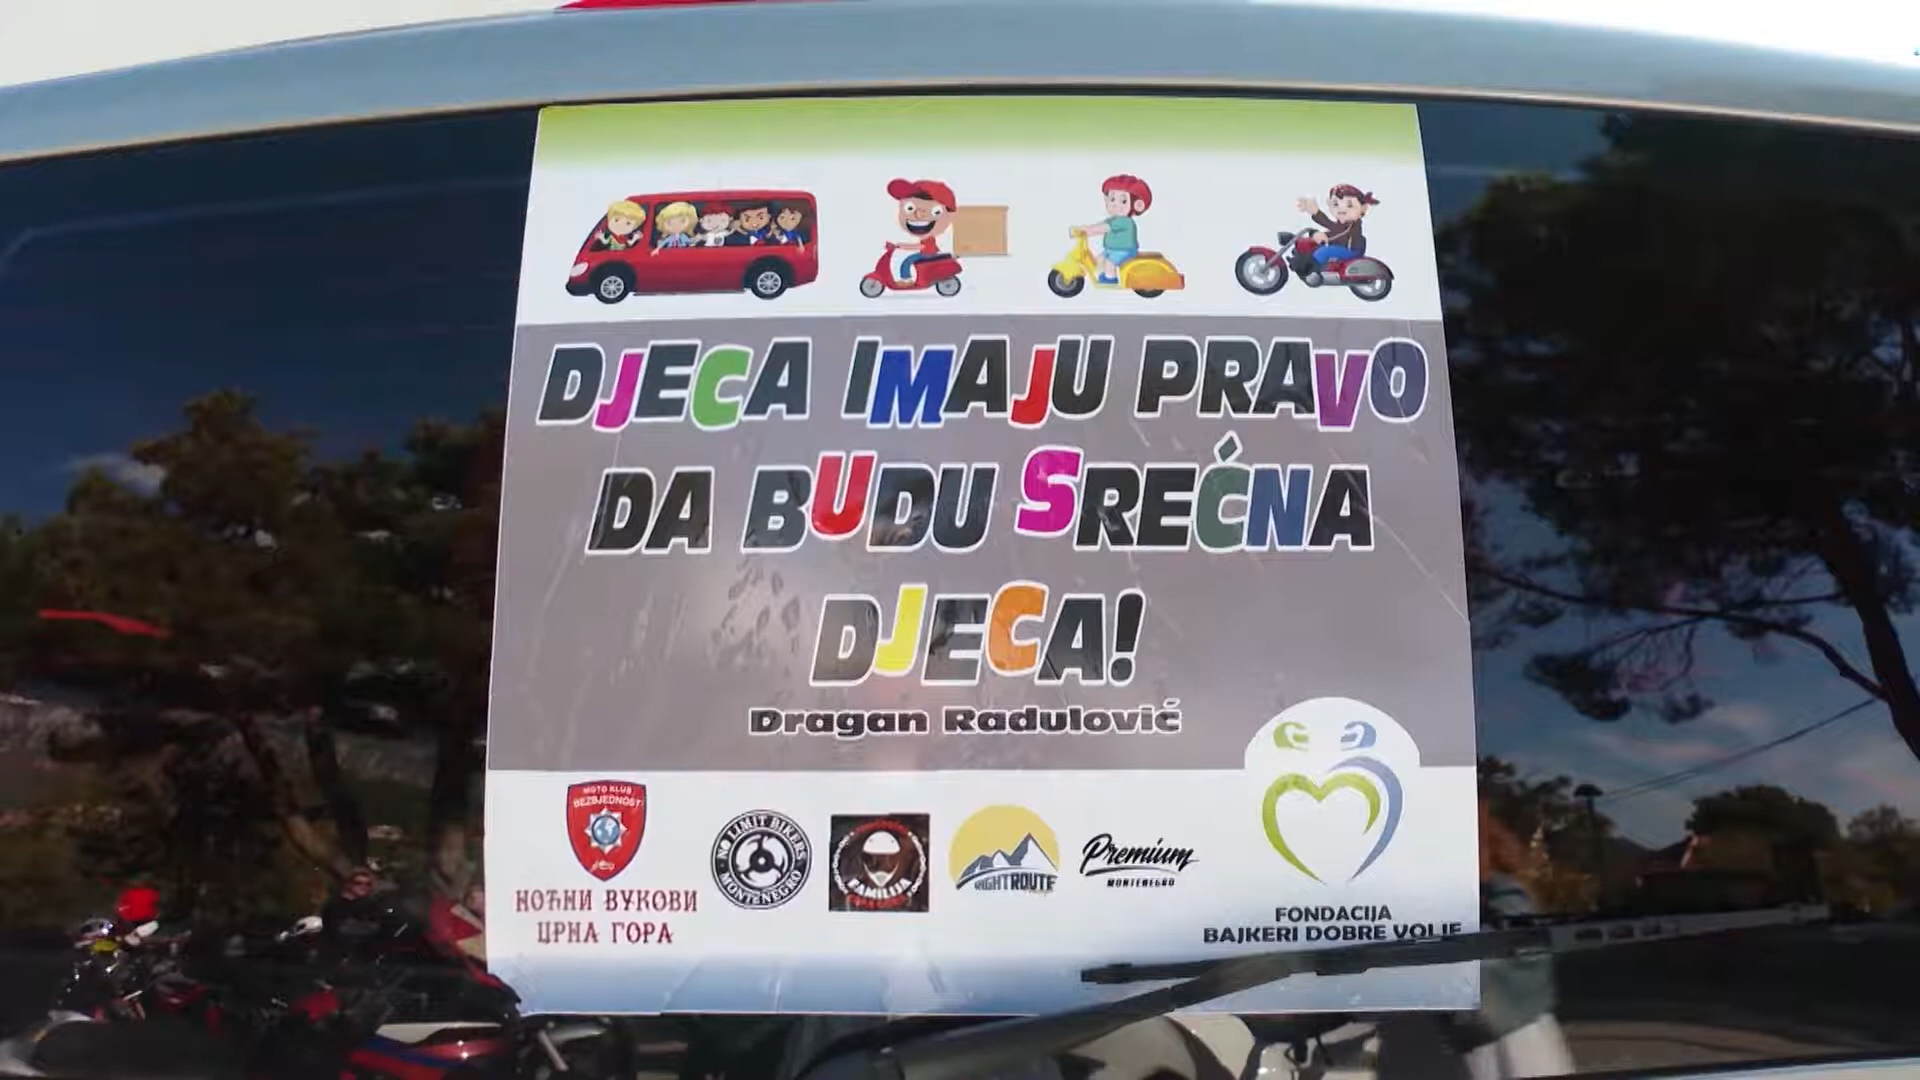 DJECA IMAJU PRAVO
DA BUDU SREĆNA
DJECA!
Dragan Radulović
MOTO KLUB
BEZBJEDNOST
НОЋНИ ВУКОВИ
ЦРНА ГОРА
NO LIMIT BIKERS
MONTENEGRO
FAMILIJA
RIGHT ROUTE
Premium
MONTENEGRO
FONDACIJA
BAJKERI DOBRE VOLJE